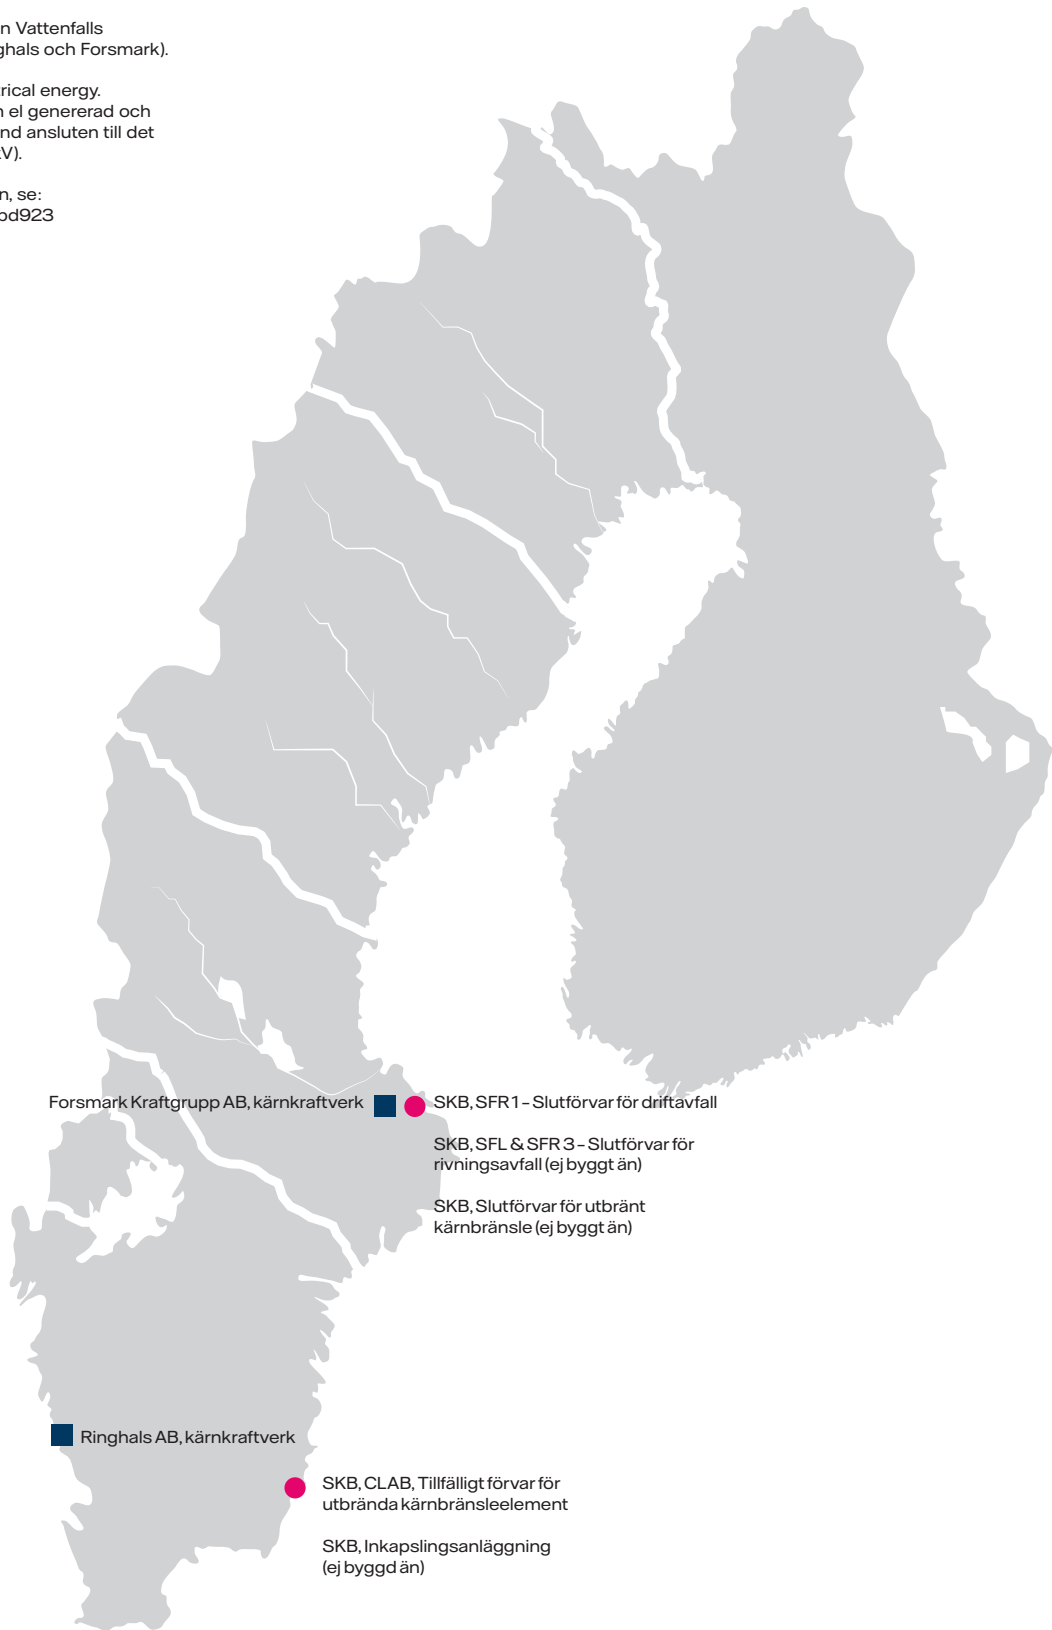 n Vattenfalls
ghals och Forsmark).
rical energy.
n el genererad och
nd ansluten till det
V).
n, se:
pd923
Forsmark Kraftgrupp AB, kärnkraftverk
SKB, SFR 1 – Slutförvar för driftavfall
SKB, SFL & SFR 3 – Slutförvar för
rivningsavfall (ej byggt än)
SKB, Slutförvar för utbränt
kärnbränsle (ej byggt än)
Ringhals AB, kärnkraftverk
SKB, CLAB, Tillfälligt förvar för
utbrända kärnbränsleelement
SKB, Inkapslingsanläggning
(ej byggd än)